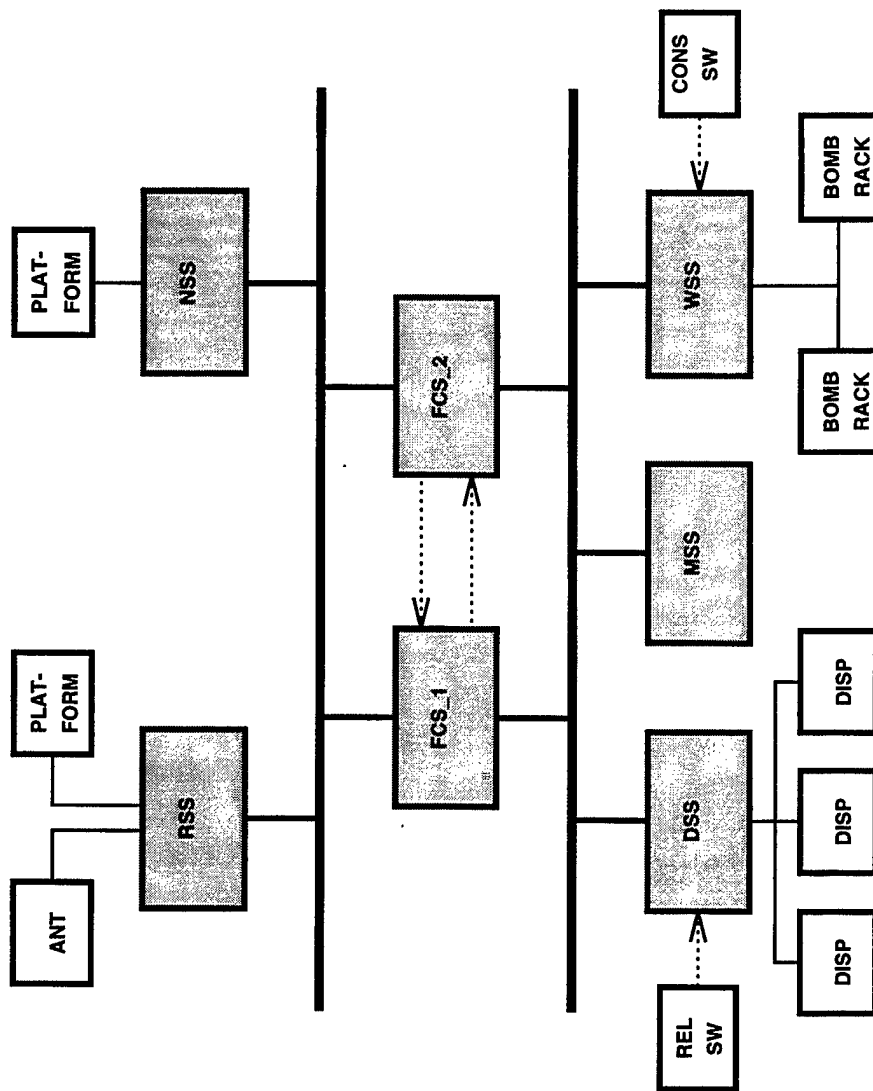 ANT
PLAT-
FORM
PLAT-
FORM
RSS
NSS
FCS_1
FCS_2
REL
SW
DSS
MSS
WSS
CONS
SW
DISP
DISP
DISP
BOMB
RACK
BOMB
RACK